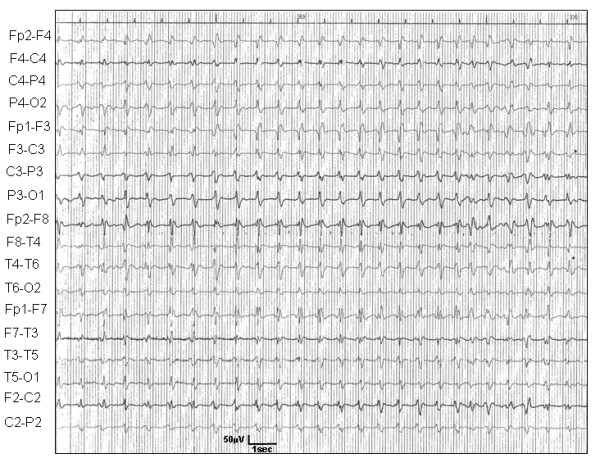 Fp2-F4
F4-C4
C4-P4
P4-O2
Fp1-F3
F3-C3
C3-P3
P3-O1
Fp2-F8
F8-T4
T4-T6
T6-O2
Fp1-F7
F7-T3
T3-T5
T5-O1
F2-C2
C2-P2
50µV
1sec